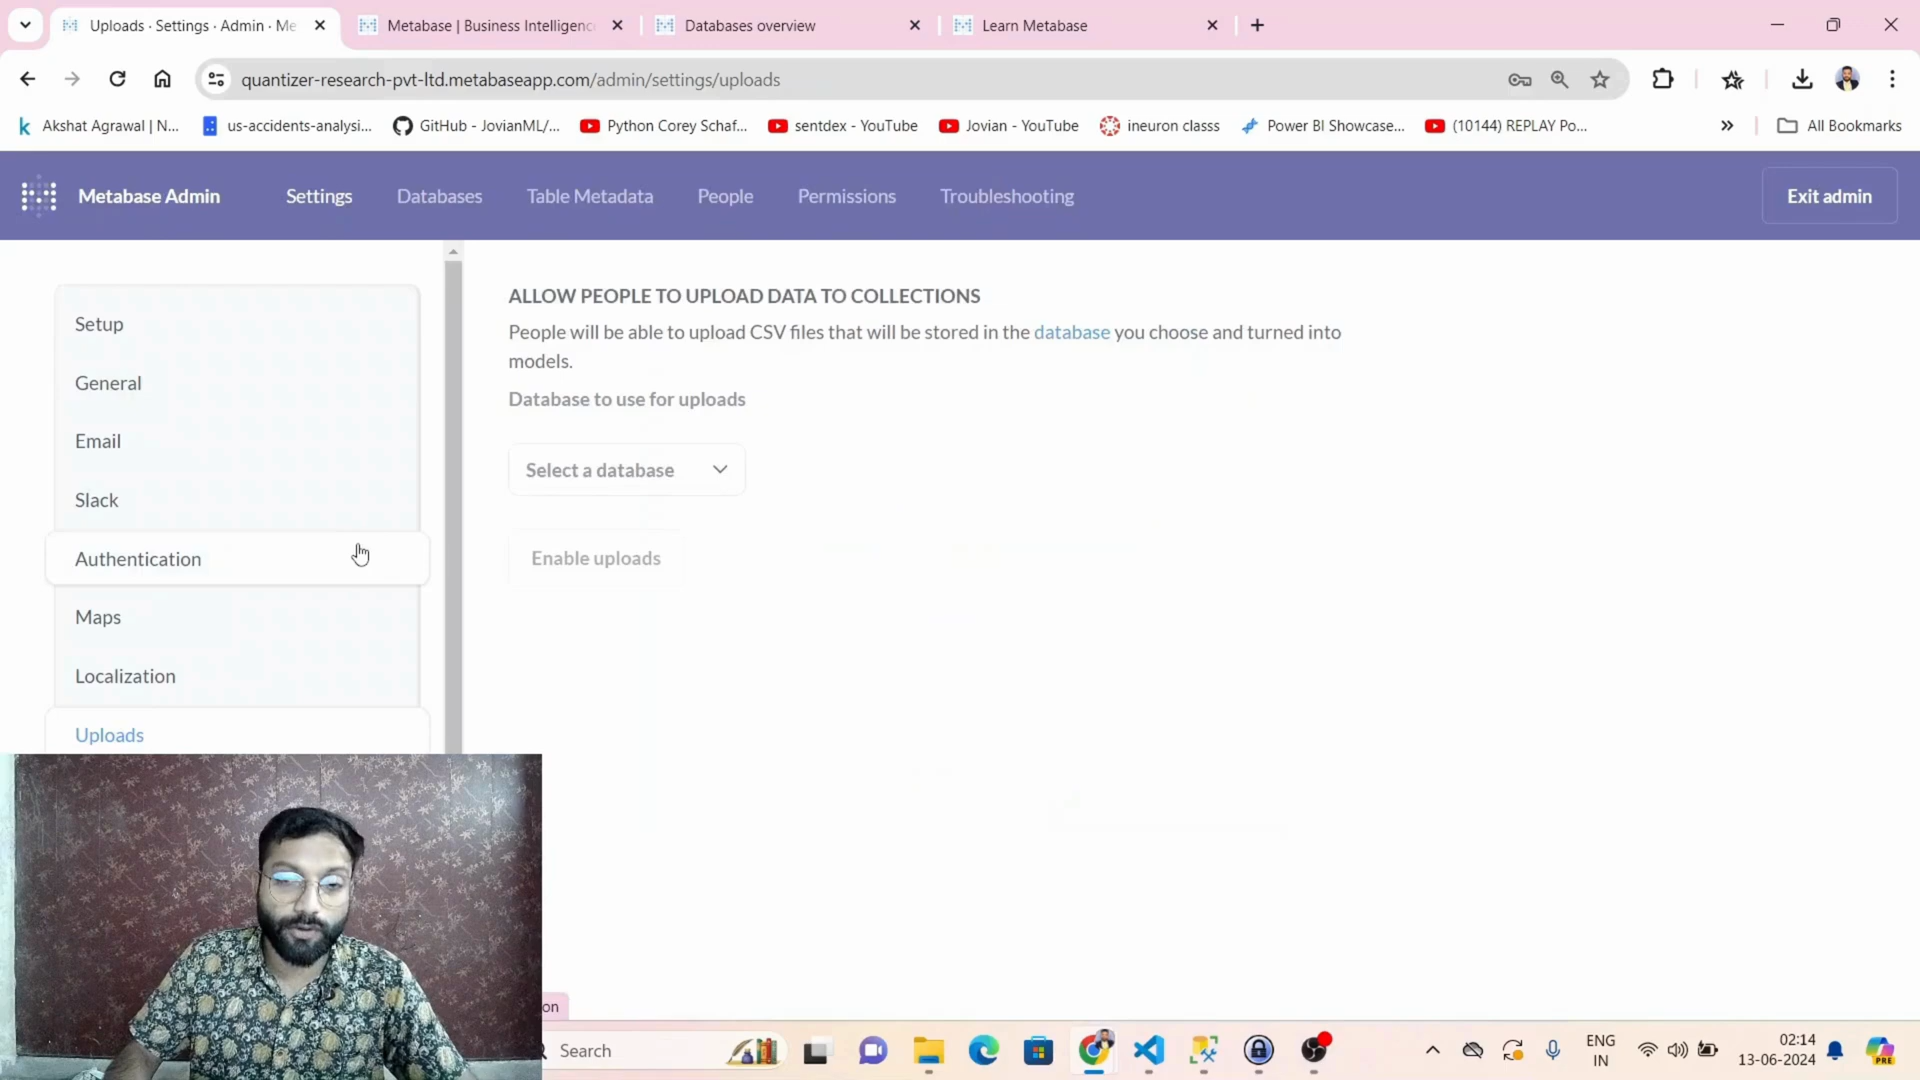 Uploads · Settings · Admin · Me
Metabase | Business Intelligence
Databases overview
Learn Metabase
quantizer-research-pvt-ltd.metabaseapp.com/admin/settings/uploads
Akshat Agrawal | N...
us-accidents-analysi...
GitHub - JovianML/...
Python Corey Schaf...
sentdex - YouTube
Jovian - YouTube
ineuron classs
Power BI Showcase...
(10144) REPLAY Po...
All Bookmarks
Metabase Admin
Settings
Databases
Table Metadata
People
Permissions
Troubleshooting
Exit admin
Setup
General
Email
Slack
Authentication
Maps
Localization
Uploads
ALLOW PEOPLE TO UPLOAD DATA TO COLLECTIONS
People will be able to upload CSV files that will be stored in the database you choose and turned into
models.
Database to use for uploads
Select a database
Enable uploads
on
Search
ENG
IN
02:14
13-06-2024
PRE